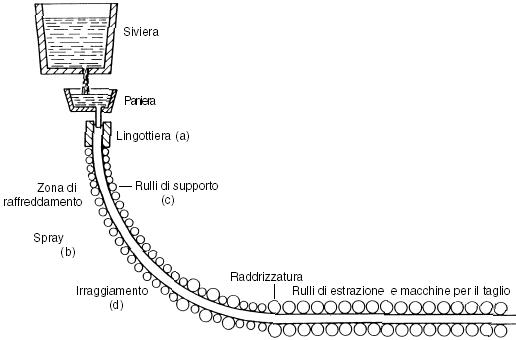 Siviera
Paniera
Lingottiera (a)
Zona di
raffreddamento
Rulli di supporto
(c)
Spray
(b)
Irraggiamento
(d)
Raddrizzatura
Rulli di estrazione e macchine per il taglio